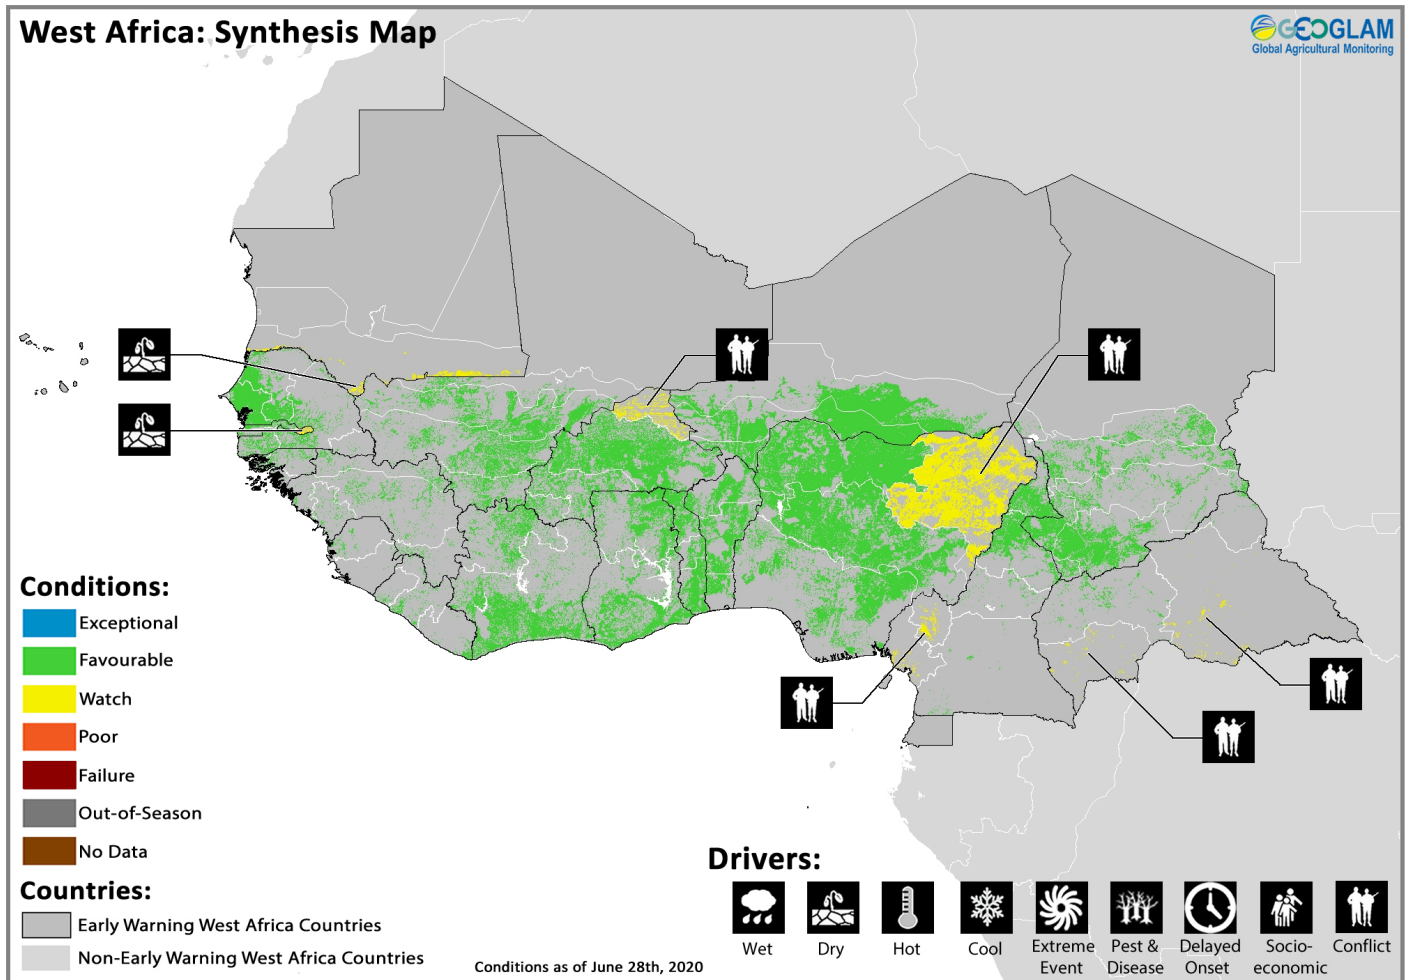 West Africa: Synthesis Map
GEOGLAM
Global Agricultural Monitoring
Conditions:
Exceptional
Favourable
Watch
Poor
Failure
Out-of-Season
No Data
Countries:
Early Warning West Africa Countries
Non-Early Warning West Africa Countries
Conditions as of June 28th, 2020
Drivers:
Wet
Dry
Hot
Cool
Extreme
Event
Pest &
Disease
Delayed
Onset
Socio-
economic
Conflict